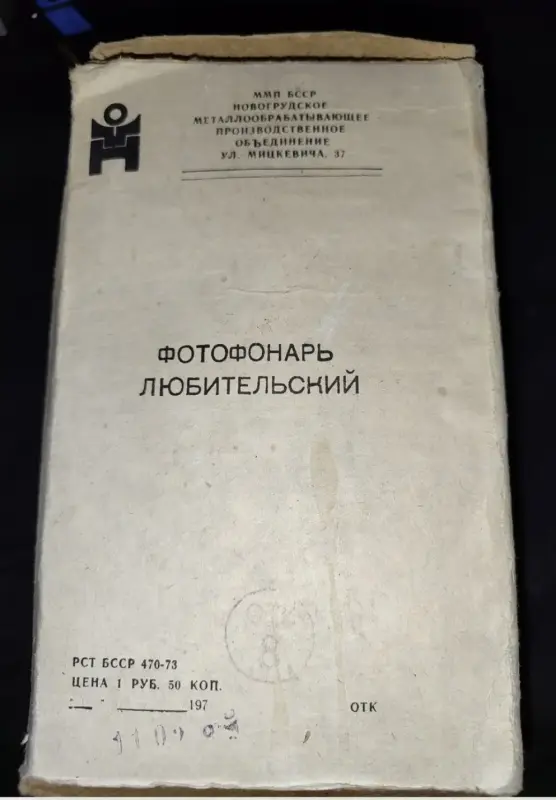 ММП БССР
НОВОГРУДСКОЕ
МЕТАЛЛООБРАБАТЫВАЮЩЕЕ
ПРОИЗВОДСТВЕННОЕ
ОБЪЕДИНЕНИЕ
УЛ. МИЦКЕВИЧА, 37
ФОТОФОНАРЬ
ЛЮБИТЕЛЬСКИЙ
РСТ БССР 470-73
ЦЕНА 1 РУБ. 50 КОП.
197 ОТК